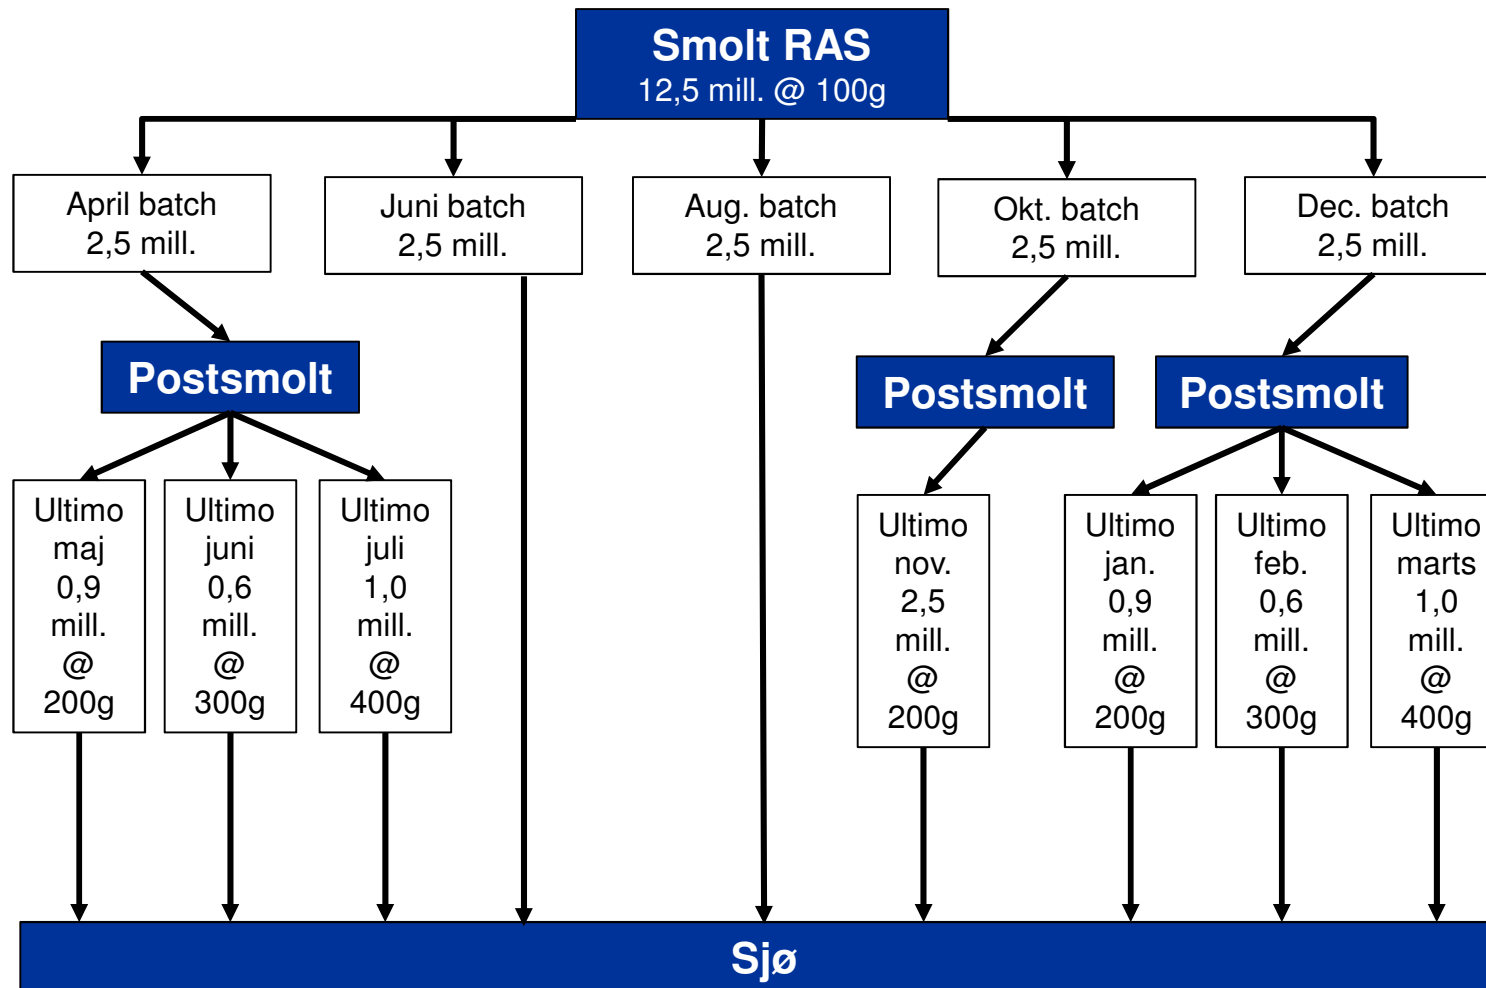 Smolt RAS
12,5 mill. @ 100g
April batch
2,5 mill.
Juni batch
2,5 mill.
Aug. batch
2,5 mill.
Okt. batch
2,5 mill.
Dec. batch
2,5 mill.
Postsmolt
Postsmolt
Postsmolt
Ultimo
maj
0,9
mill.
@
200g
Ultimo
juni
0,6
mill.
@
300g
Ultimo
juli
1,0
mill.
@
400g
Ultimo
nov.
2,5
mill.
@
200g
Ultimo
jan.
0,9
mill.
@
200g
Ultimo
feb.
0,6
mill.
@
300g
Ultimo
marts
1,0
mill.
@
400g
Sjø